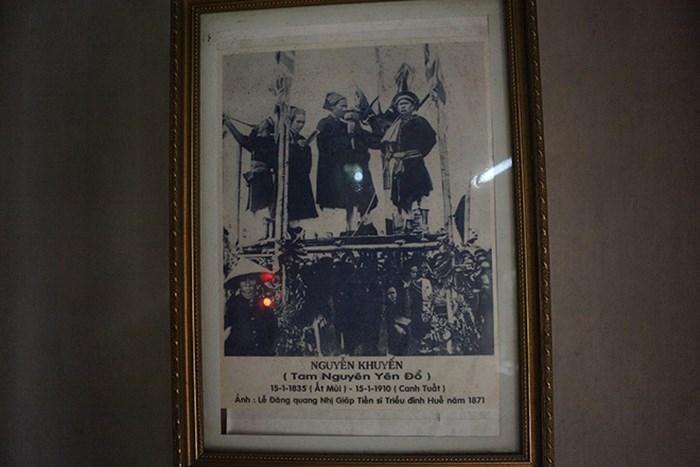 NGUYỄN KHUYẾN
( Tam Nguyên Yên Đổ )
15-1-1835 ( Ất Mùi ) - 15-1-1910 ( Canh Tuất )
Ảnh : Lễ Đăng quang Nhị Giáp Tiến sĩ Triều đình Huế năm 1871